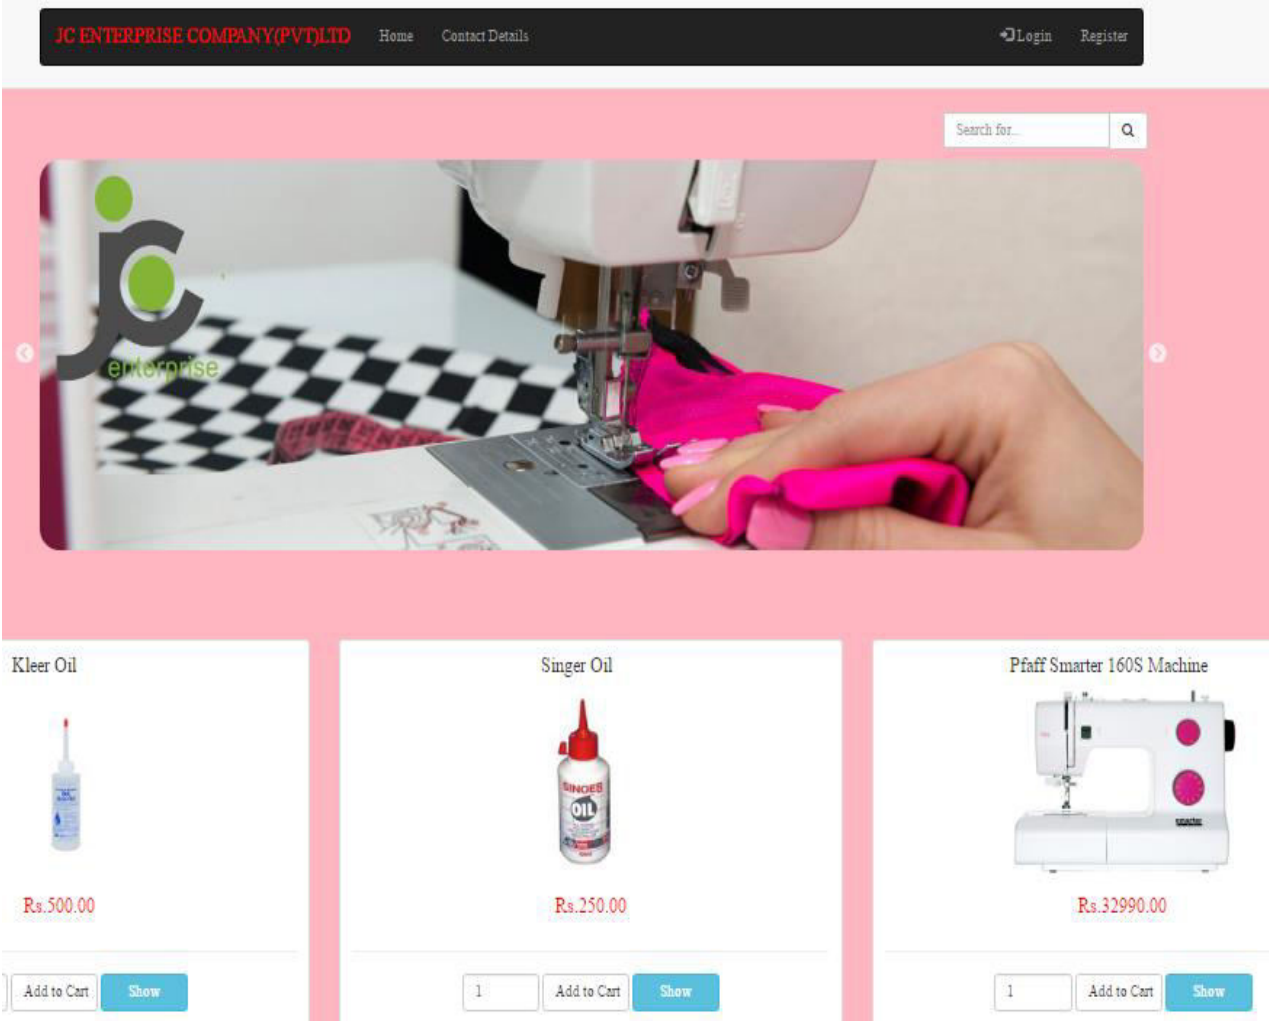 JC ENTERPRISE COMPANY(PVT)LTD Home Contact Details Login Register
Search for...
jc
enterprise
Kleer Oil Singer Oil Pfaff Smarter 160S Machine
SINGER
OIL
smarter
Rs.500.00 Rs.250.00 Rs.32990.00
Add to Cart Show 1 Add to Cart Show 1 Add to Cart Show